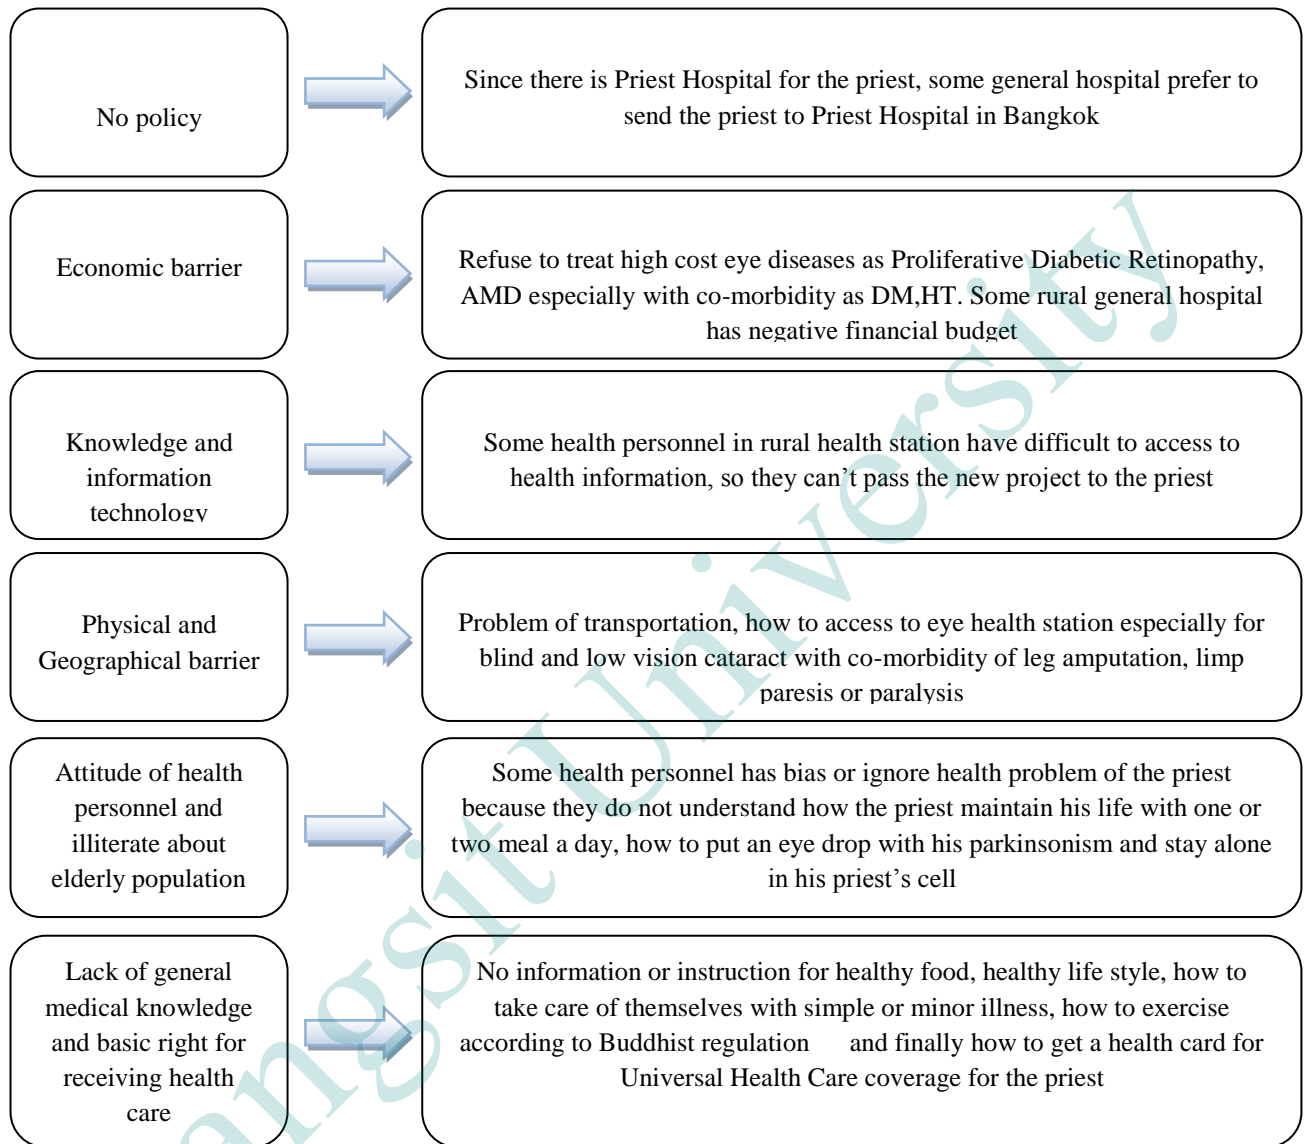 No policy
Since there is Priest Hospital for the priest, some general hospital prefer to
send the priest to Priest Hospital in Bangkok
Economic barrier
Refuse to treat high cost eye diseases as Proliferative Diabetic Retinopathy,
AMD especially with co-morbidity as DM,HT. Some rural general hospital
has negative financial budget
Knowledge and
information
technology
Some health personnel in rural health station have difficult to access to
health information, so they can’t pass the new project to the priest
Physical and
Geographical barrier
Problem of transportation, how to access to eye health station especially for
blind and low vision cataract with co-morbidity of leg amputation, limp
paresis or paralysis
Attitude of health
personnel and
illiterate about
elderly population
Some health personnel has bias or ignore health problem of the priest
because they do not understand how the priest maintain his life with one or
two meal a day, how to put an eye drop with his parkinsonism and stay alone
in his priest’s cell
Lack of general
medical knowledge
and basic right for
receiving health
care
No information or instruction for healthy food, healthy life style, how to
take care of themselves with simple or minor illness, how to exercise
according to Buddhist regulation and finally how to get a health card for
Universal Health Care coverage for the priest
angsit University